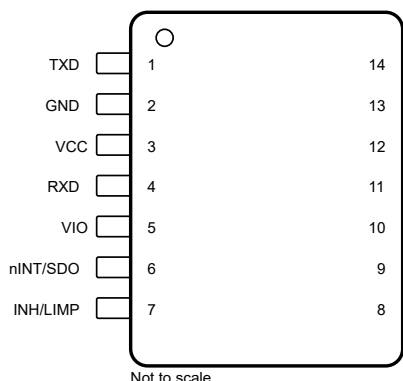 TXD 1 14
GND 2 13
VCC 3 12
RXD 4 11
VIO 5 10
nINT/SDO 6 9
INH/LIMP 7 8
Not to scale